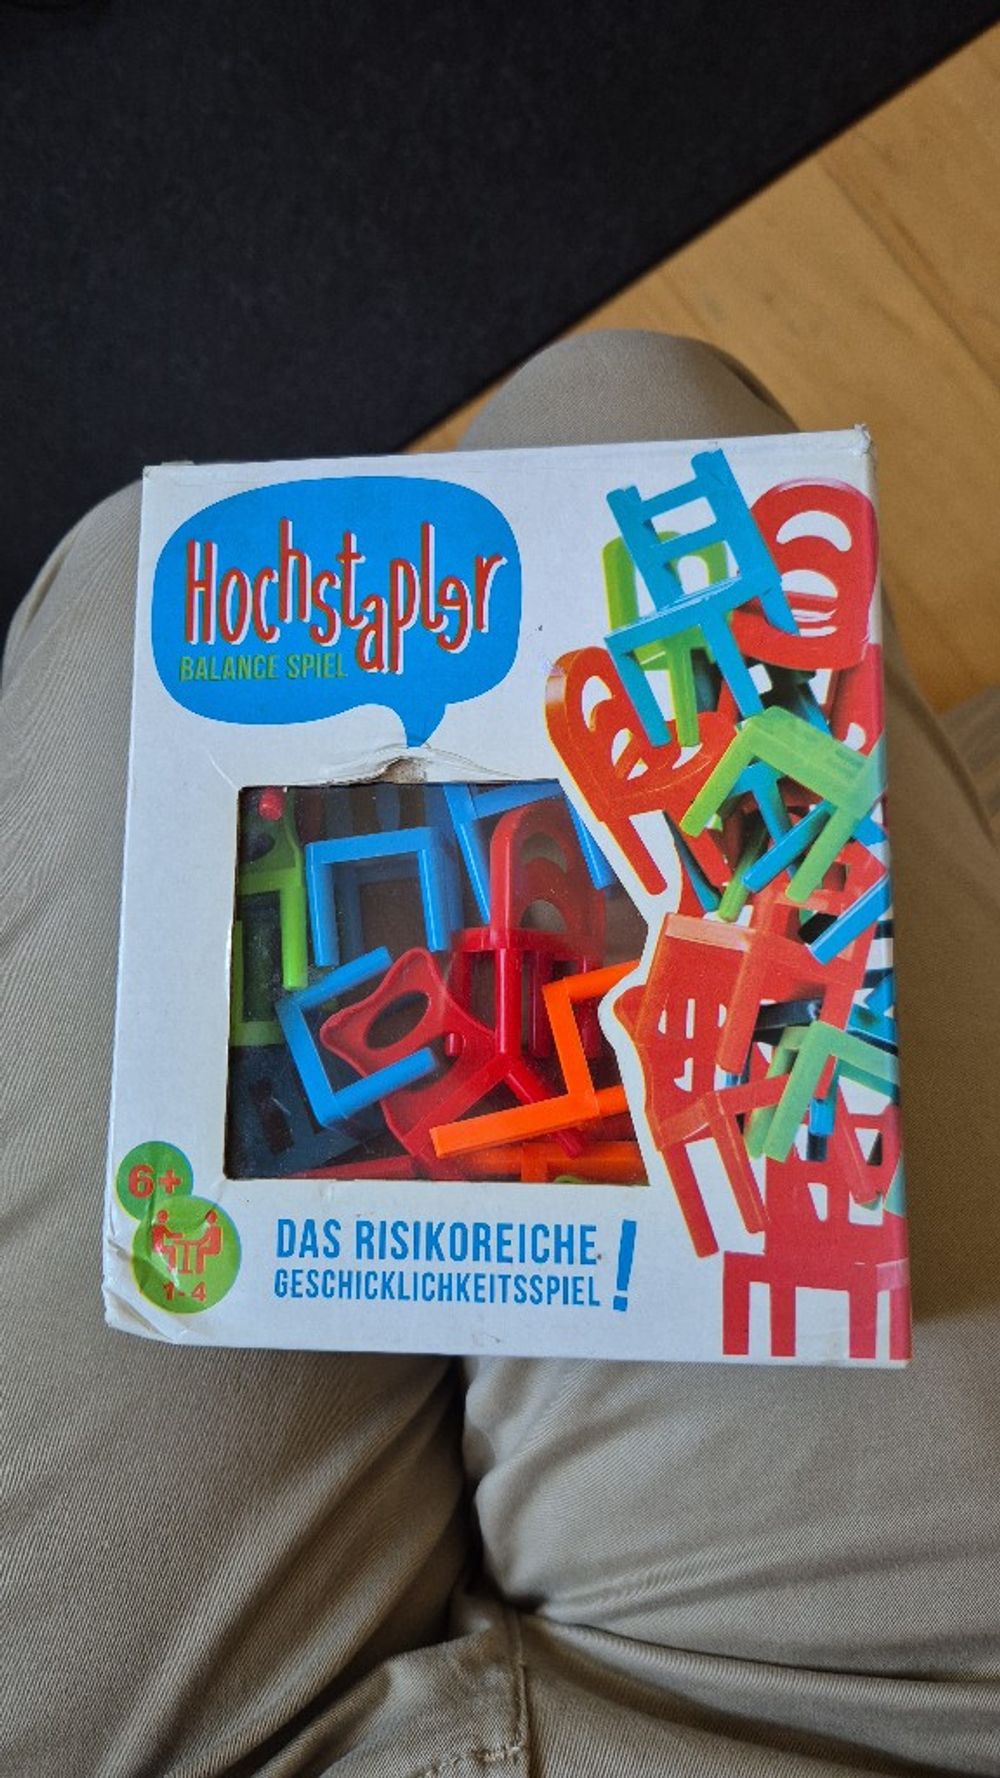 Hochstapler
BALANCE SPIEL
6+
1-4
DAS RISIKOREICHE
GESCHICKLICHKEITSSPIEL!